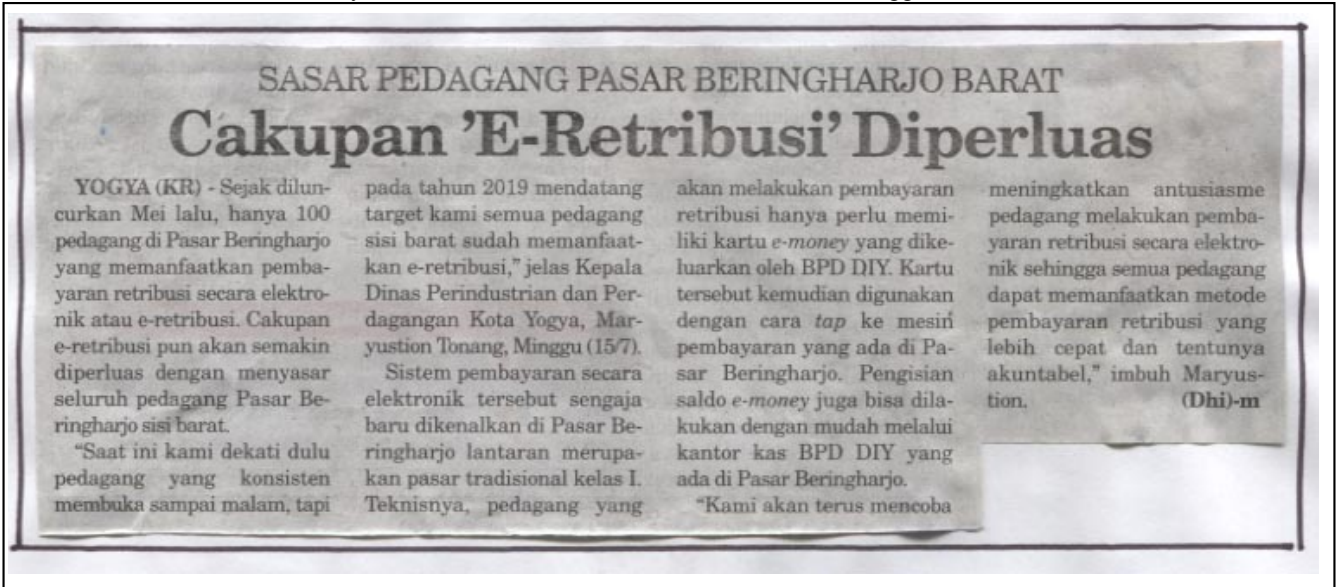 SASAR PEDAGANG PASAR BERINGHARJO BARAT
Cakupan 'E-Retribusi' Diperluas
YOGYA (KR) - Sejak dilun-
curkan Mei lalu, hanya 100
pedagang di Pasar Beringharjo
yang memanfaatkan pemba-
yaran retribusi secara elektro-
nik atau e-retribusi. Cakupan
e-retribusi pun akan semakin
diperluas dengan menyasar
seluruh pedagang Pasar Be-
ringharjo sisi barat.
"Saat ini kami dekati dulu
pedagang yang konsisten
membuka sampai malam, tapi
pada tahun 2019 mendatang
target kami semua pedagang
sisi barat sudah memanfaat-
kan e-retribusi," jelas Kepala
Dinas Perindustrian dan Per-
dagangan Kota Yogya, Mar-
yustion Tonang, Minggu (15/7).
Sistem pembayaran secara
elektronik tersebut sengaja
baru dikenalkan di Pasar Be-
ringharjo lantaran merupa-
kan pasar tradisional kelas I.
Teknisnya, pedagang yang
akan melakukan pembayaran
retribusi hanya perlu memi-
liki kartu e-money yang dike-
luarkan oleh BPD DIY. Kartu
tersebut kemudian digunakan
dengan cara tap ke mesin
pembayaran yang ada di Pa-
sar Beringharjo. Pengisian
saldo e-money juga bisa dila-
kukan dengan mudah melalui
kantor kas BPD DIY yang
ada di Pasar Beringharjo.
"Kami akan terus mencoba
meningkatkan antusiasme
pedagang melakukan pemba-
yaran retribusi secara elektro-
nik sehingga semua pedagang
dapat memanfaatkan metode
pembayaran retribusi yang
lebih cepat dan tentunya
akuntabel," imbuh Maryus-
tion. (Dhi)-m